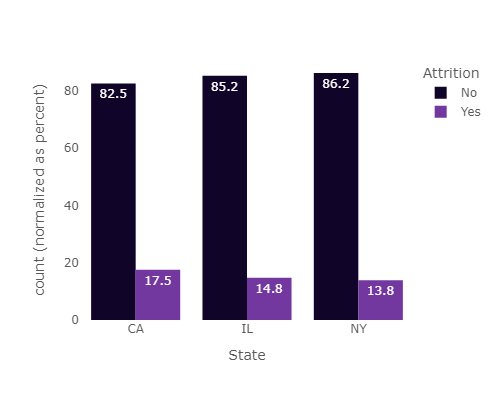 Attrition
No
Yes
count (normalized as percent)
80
60
40
20
0
82.5
17.5
85.2
14.8
86.2
13.8
CA
IL
NY
State